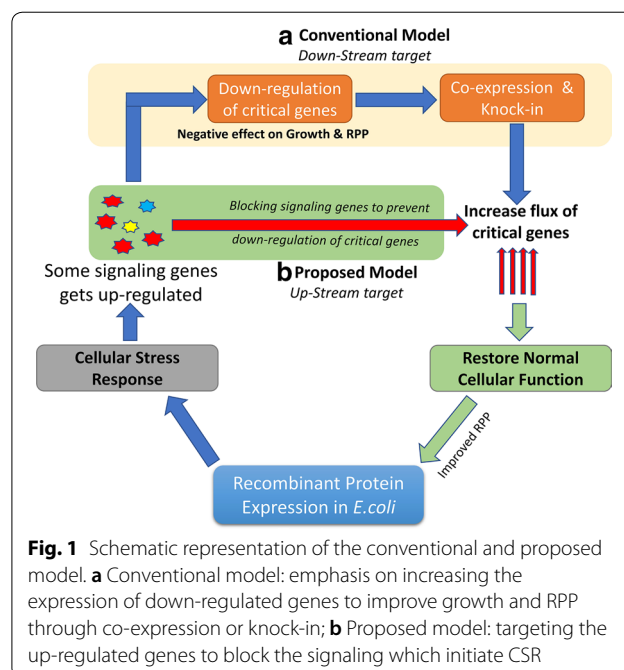 a Conventional Model
Down-Stream target
Down-regulation
of critical genes
Co-expression &
Knock-in
Negative effect on Growth & RPP
Blocking signaling genes to prevent
down-regulation of critical genes
Increase flux of
critical genes
b Proposed Model
Up-Stream target
Some signaling genes
gets up-regulated
Cellular Stress
Response
Restore Normal
Cellular Function
Improved RPP
Recombinant Protein
Expression in E.coli
Fig. 1 Schematic representation of the conventional and proposed
model. a Conventional model: emphasis on increasing the
expression of down-regulated genes to improve growth and RPP
through co-expression or knock-in; b Proposed model: targeting the
up-regulated genes to block the signaling which initiate CSR